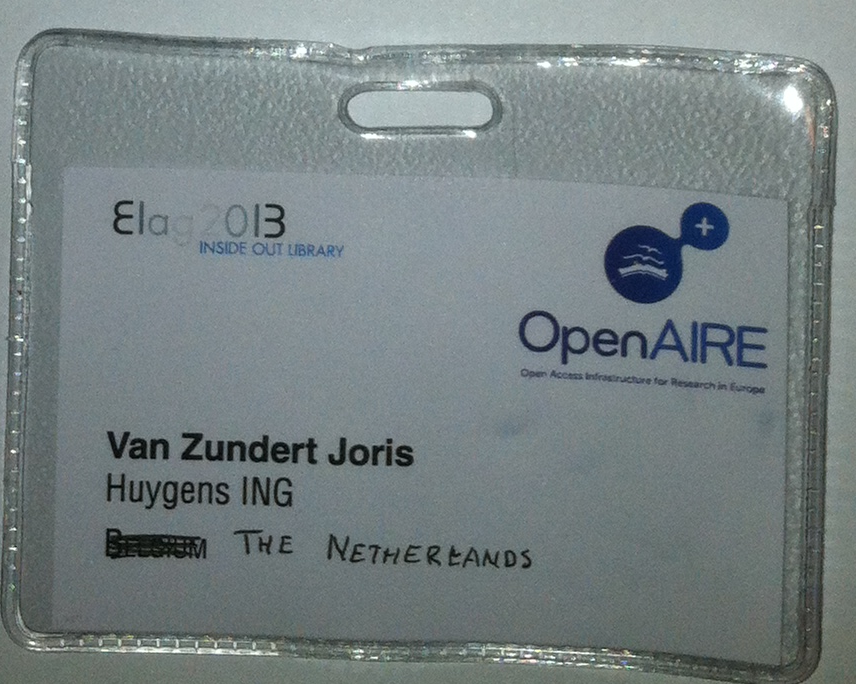 Elag2013
INSIDE OUT LIBRARY
+
OpenAIRE
Open Access Infrastructure for Research in Europe
Van Zundert Joris
Huygens ING
BELGIUM THE NETHERLANDS